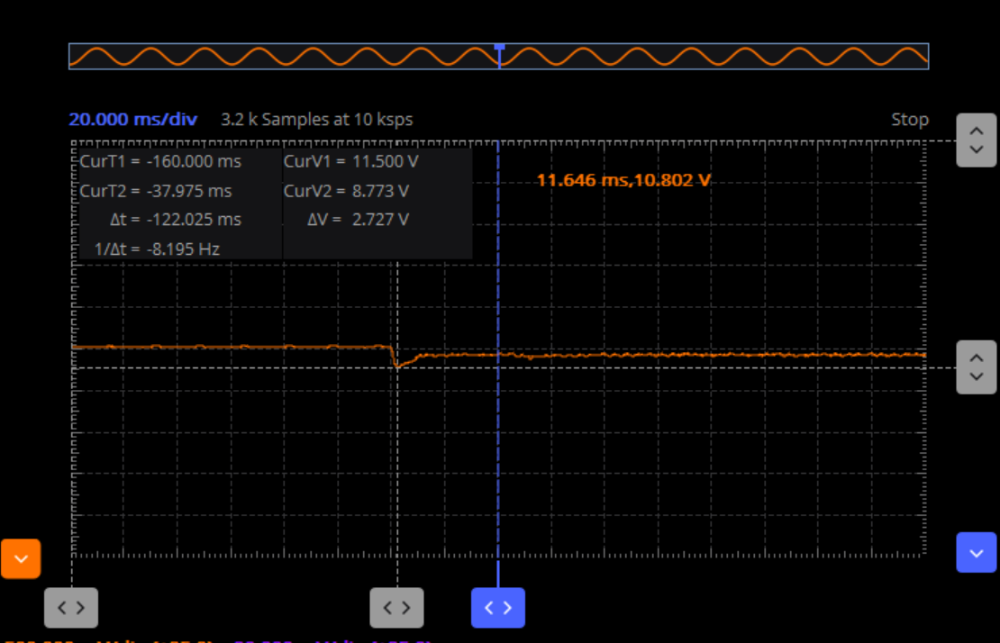 20.000 ms/div 3.2 k Samples at 10 ksps Stop
CurT1 = -160.000 ms CurV1 = 11.500 V
11.646 ms,10.802 V
CurT2 = -37.975 ms CurV2 = 8.773 V
Δt = -122.025 ms ΔV = 2.727 V
1/Δt = -8.195 Hz